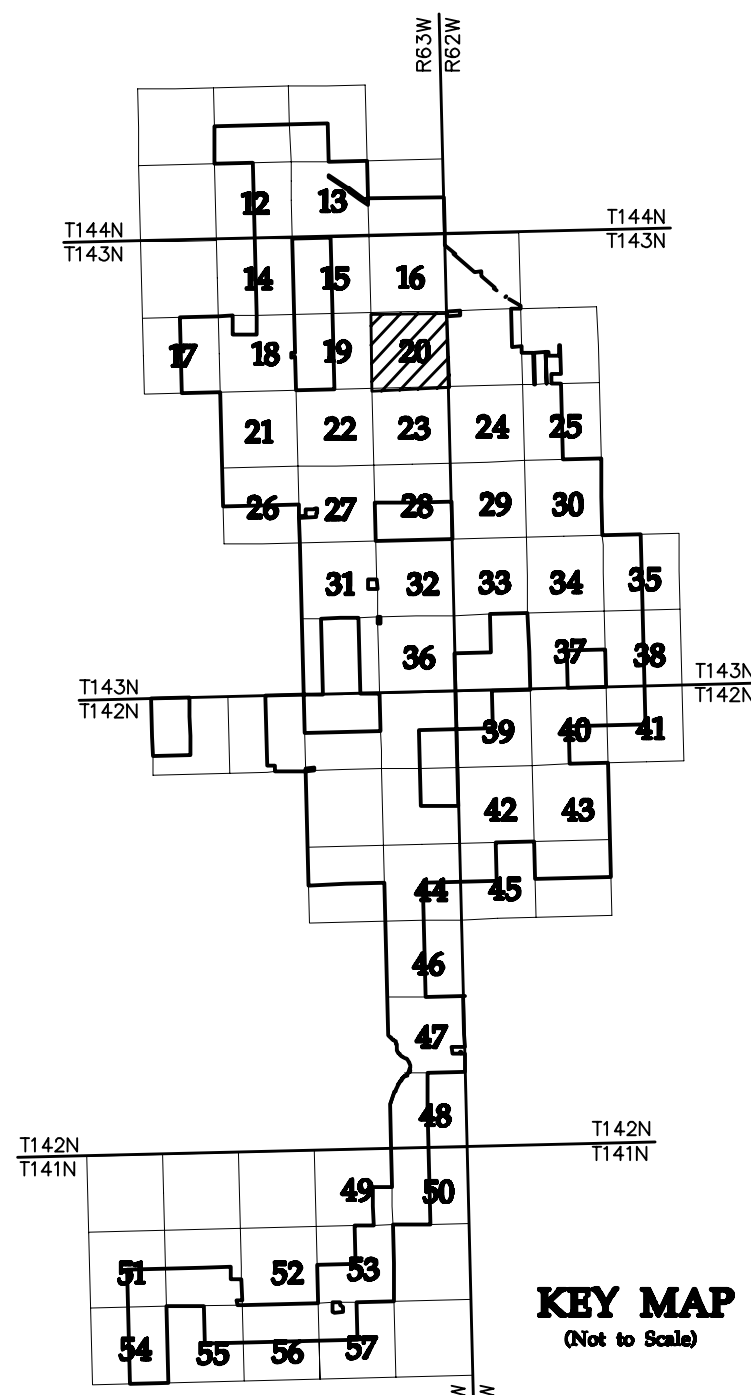 R63W
R62W
12 13
T144N T144N
T143N T143N
14 15 16
17 18 19 20
21 22 23 24 25
26 27 28 29 30
31 32 33 34 35
36 37 38
T143N T143N
T142N T142N
39 40 41
42 43
44 45
46
47
48
T142N T142N
T141N T141N
49 50
51 52 53
KEY MAP
(Not to Scale)
54 55 56 57
W
W